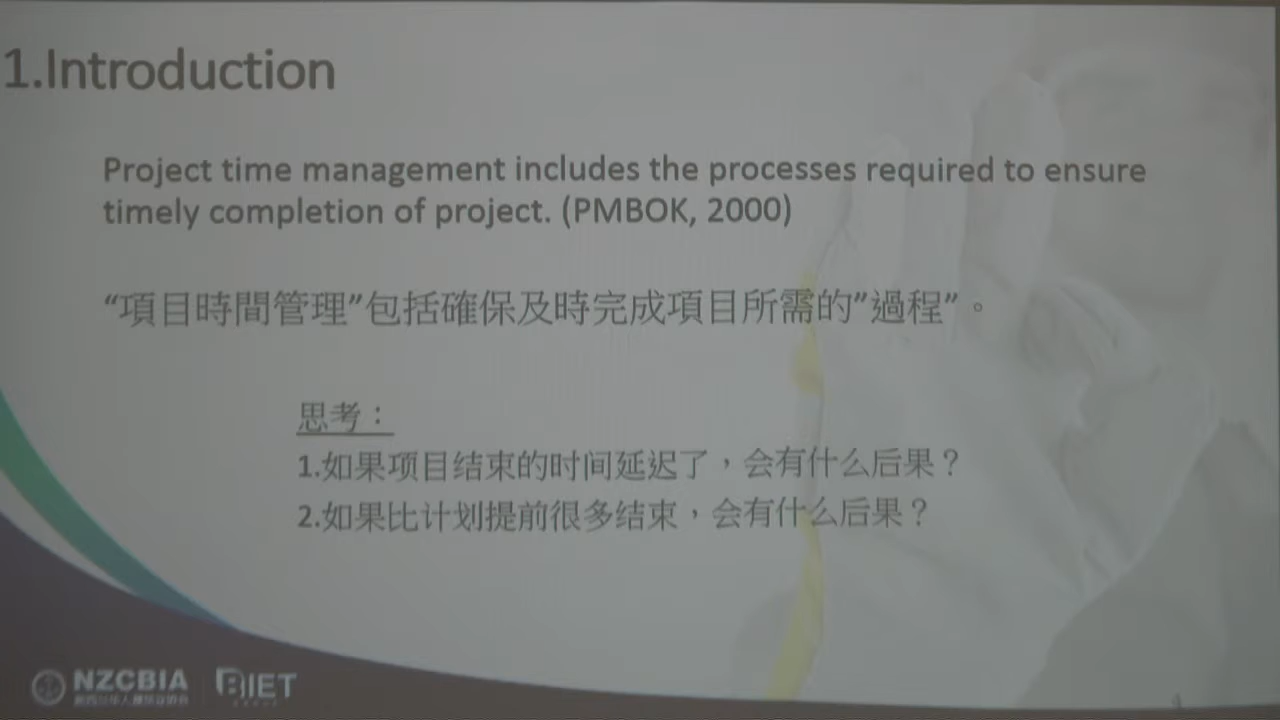 1.Introduction
Project time management includes the processes required to ensure
timely completion of project. (PMBOK, 2000)
“項目時間管理”包括確保及時完成項目所需的”過程”。
思考：
1.如果项目结束的时间延迟了，会有什么后果？
2.如果比计划提前很多结束，会有什么后果？
NZCBIA
BIET